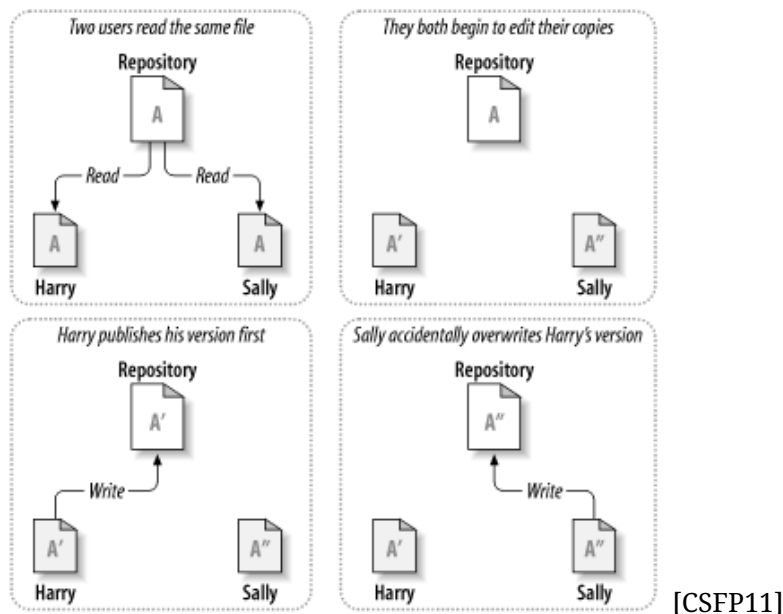 Two users read the same file
Repository
A
Read
Read
A
A
Harry
Sally
They both begin to edit their copies
Repository
A
A′
A″
Harry
Sally
Harry publishes his version first
Repository
A′
Write
A′
A″
Harry
Sally
Sally accidentally overwrites Harry's version
Repository
A″
Write
A′
A″
Harry
Sally
[CSFP11]